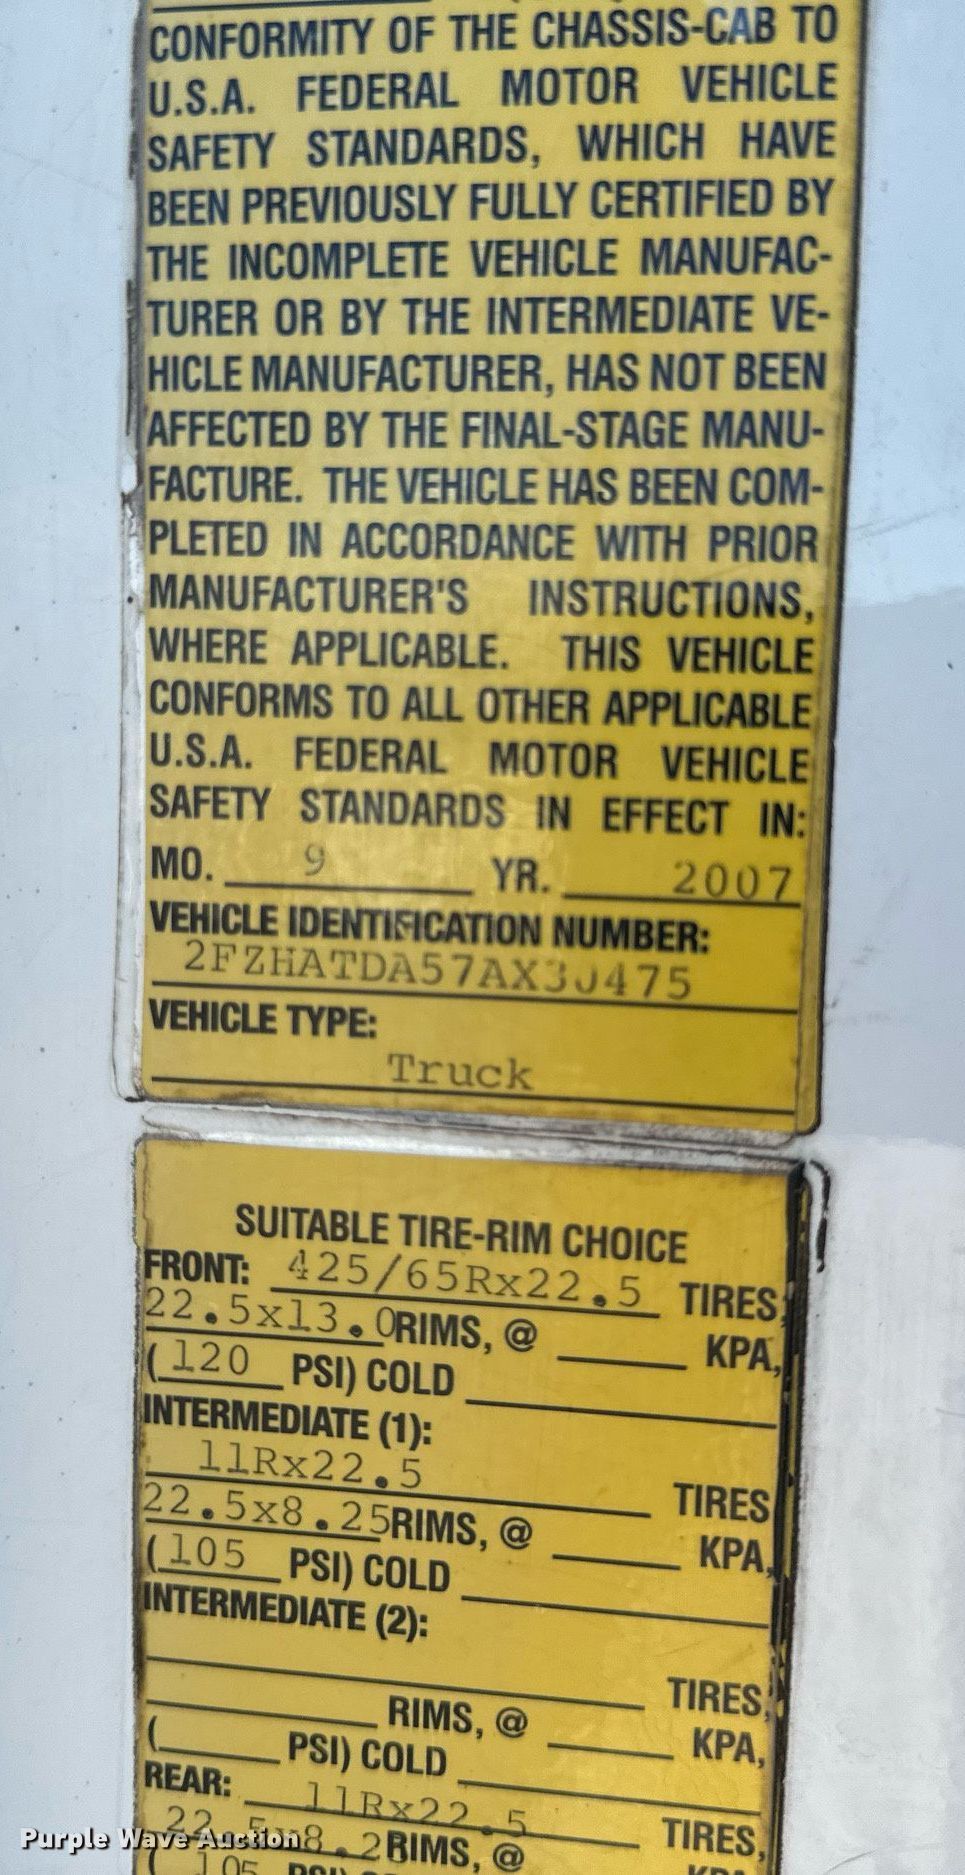 CONFORMITY OF THE CHASSIS-CAB TO
U.S.A. FEDERAL MOTOR VEHICLE
SAFETY STANDARDS, WHICH HAVE
BEEN PREVIOUSLY FULLY CERTIFIED BY
THE INCOMPLETE VEHICLE MANUFAC-
TURER OR BY THE INTERMEDIATE VE-
HICLE MANUFACTURER, HAS NOT BEEN
AFFECTED BY THE FINAL-STAGE MANU-
FACTURE. THE VEHICLE HAS BEEN COM-
PLETED IN ACCORDANCE WITH PRIOR
MANUFACTURER'S INSTRUCTIONS,
WHERE APPLICABLE. THIS VEHICLE
CONFORMS TO ALL OTHER APPLICABLE
U.S.A. FEDERAL MOTOR VEHICLE
SAFETY STANDARDS IN EFFECT IN:
MO. 9 YR. 2007
VEHICLE IDENTIFICATION NUMBER:
VEHICLE TYPE:
Truck
SUITABLE TIRE-RIM CHOICE
FRONT: 425/65Rx22.5 TIRES,
22.5x13.0RIMS, @ KPA,
(120 PSI) COLD
INTERMEDIATE (1):
11Rx22.5 TIRES
22.5x8.25RIMS, @ KPA,
(105 PSI) COLD
INTERMEDIATE (2):
TIRES,
RIMS, @ KPA,
( PSI) COLD
REAR: 11Rx22.5 TIRES,
RIMS, @
Purple Wave Auction
(105